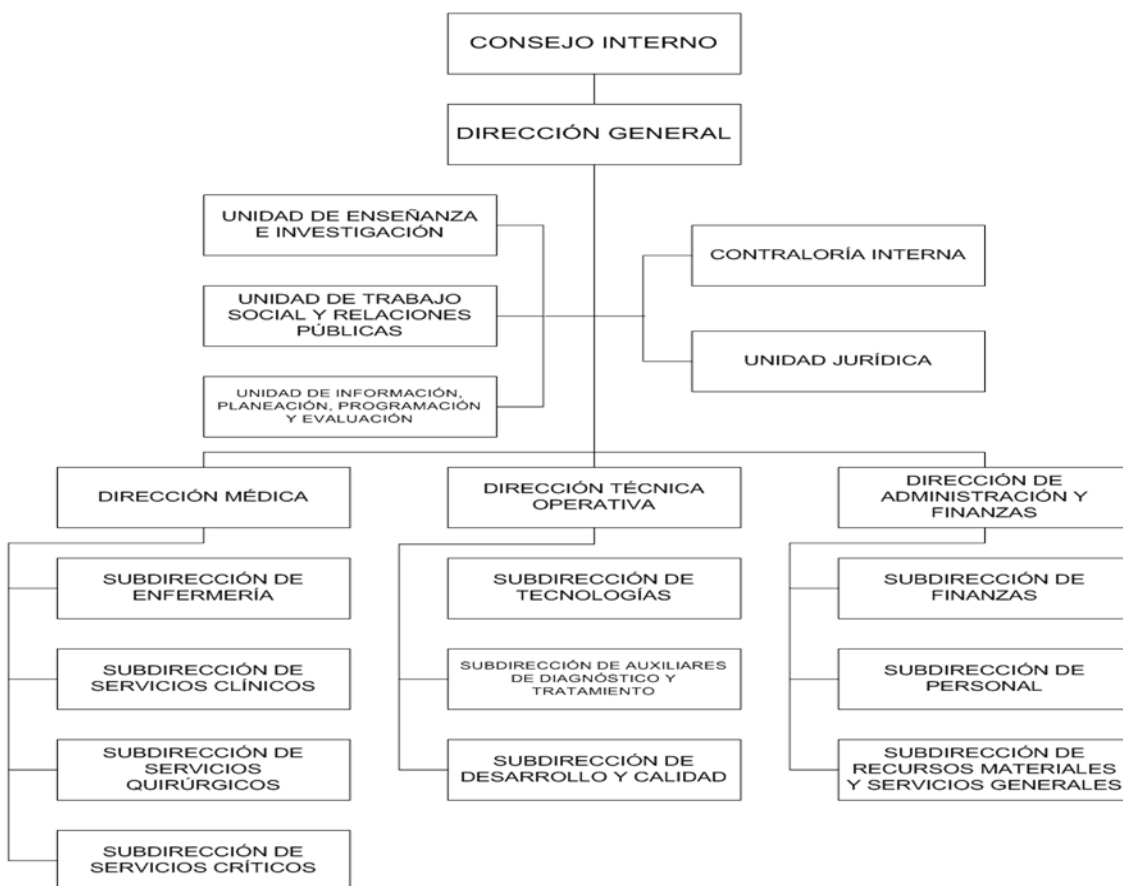 CONSEJO INTERNO
DIRECCIÓN GENERAL
UNIDAD DE ENSEÑANZA
E INVESTIGACIÓN
CONTRALORÍA INTERNA
UNIDAD DE TRABAJO
SOCIAL Y RELACIONES
PÚBLICAS
UNIDAD JURÍDICA
UNIDAD DE INFORMACIÓN,
PLANEACIÓN, PROGRAMACIÓN
Y EVALUACIÓN
DIRECCIÓN MÉDICA
DIRECCIÓN TÉCNICA
OPERATIVA
DIRECCIÓN DE
ADMINISTRACIÓN Y
FINANZAS
SUBDIRECCIÓN DE
ENFERMERÍA
SUBDIRECCIÓN DE
TECNOLOGÍAS
SUBDIRECCIÓN DE
FINANZAS
SUBDIRECCIÓN DE
SERVICIOS CLÍNICOS
SUBDIRECCIÓN DE AUXILIARES
DE DIAGNÓSTICO Y
TRATAMIENTO
SUBDIRECCIÓN DE
PERSONAL
SUBDIRECCIÓN DE
SERVICIOS
QUIRÚRGICOS
SUBDIRECCIÓN DE
DESARROLLO Y CALIDAD
SUBDIRECCIÓN DE
RECURSOS MATERIALES
Y SERVICIOS GENERALES
SUBDIRECCIÓN DE
SERVICIOS CRÍTICOS